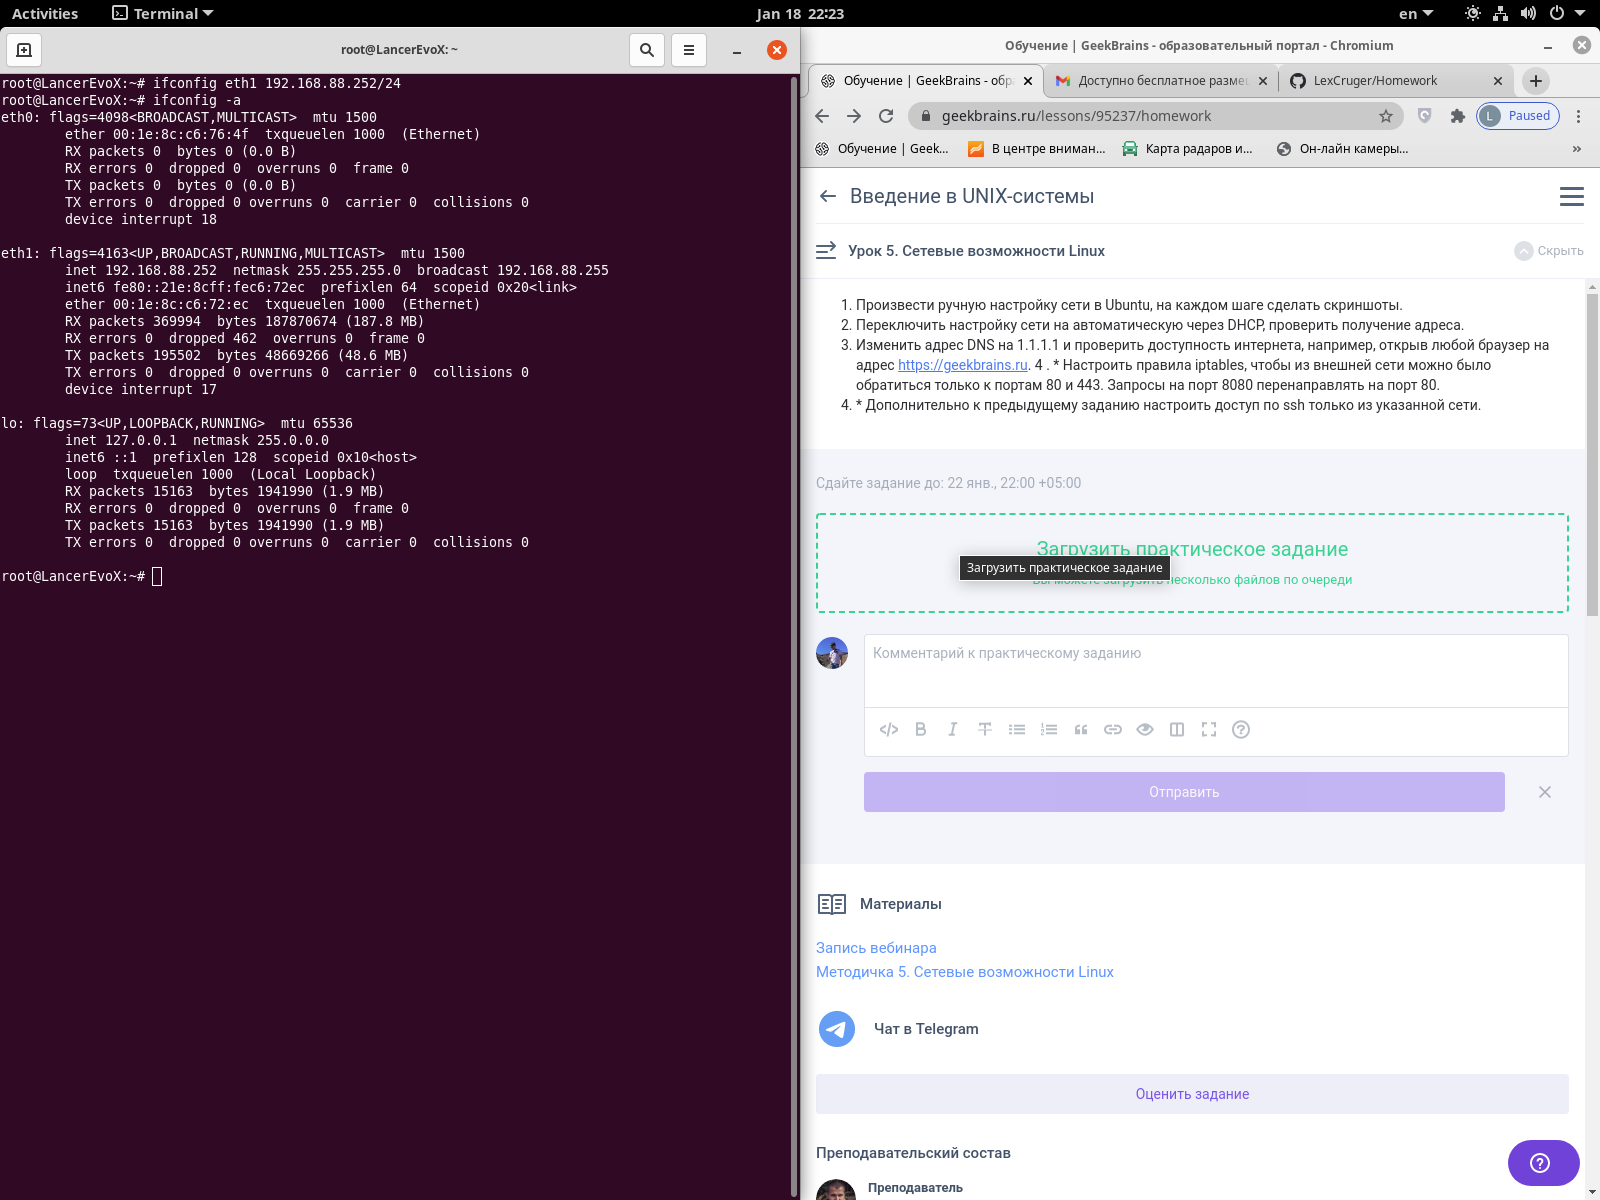 Activities
Terminal
Jan 18 22:23
en
root@LancerEvoX: ~
root@LancerEvoX:~# ifconfig eth1 192.168.88.252/24
root@LancerEvoX:~# ifconfig -a
eth0: flags=4098<BROADCAST,MULTICAST>  mtu 1500
ether 00:1e:8c:c6:76:4f  txqueuelen 1000  (Ethernet)
RX packets 0  bytes 0 (0.0 B)
RX errors 0  dropped 0  overruns 0  frame 0
TX packets 0  bytes 0 (0.0 B)
TX errors 0  dropped 0 overruns 0  carrier 0  collisions 0
device interrupt 18
eth1: flags=4163<UP,BROADCAST,RUNNING,MULTICAST>  mtu 1500
inet 192.168.88.252  netmask 255.255.255.0  broadcast 192.168.88.255
inet6 fe80::21e:8cff:fec6:72ec  prefixlen 64  scopeid 0x20<link>
ether 00:1e:8c:c6:72:ec  txqueuelen 1000  (Ethernet)
RX packets 369994  bytes 187870674 (187.8 MB)
RX errors 0  dropped 462  overruns 0  frame 0
TX packets 195502  bytes 48669266 (48.6 MB)
TX errors 0  dropped 0 overruns 0  carrier 0  collisions 0
device interrupt 17
lo: flags=73<UP,LOOPBACK,RUNNING>  mtu 65536
inet 127.0.0.1  netmask 255.0.0.0
inet6 ::1  prefixlen 128  scopeid 0x10<host>
loop  txqueuelen 1000  (Local Loopback)
RX packets 15163  bytes 1941990 (1.9 MB)
RX errors 0  dropped 0  overruns 0  frame 0
TX packets 15163  bytes 1941990 (1.9 MB)
TX errors 0  dropped 0 overruns 0  carrier 0  collisions 0
root@LancerEvoX:~#
Обучение | GeekBrains - образовательный портал - Chromium
Обучение | GeekBrains - обра
Доступно бесплатное разме
LexCruger/Homework
geekbrains.ru/lessons/95237/homework
L Paused
Обучение | Geek...
В центре вниман...
Карта радаров и...
Он-лайн камеры...
»
Введение в UNIX-системы
Урок 5. Сетевые возможности Linux
Скрыть
1. Произвести ручную настройку сети в Ubuntu, на каждом шаге сделать скриншоты.
2. Переключить настройку сети на автоматическую через DHCP, проверить получение адреса.
3. Изменить адрес DNS на 1.1.1.1 и проверить доступность интернета, например, открыв любой браузер на
адрес https://geekbrains.ru. 4 . * Настроить правила iptables, чтобы из внешней сети можно было
обратиться только к портам 80 и 443. Запросы на порт 8080 перенаправлять на порт 80.
4. * Дополнительно к предыдущему заданию настроить доступ по ssh только из указанной сети.
Сдайте задание до: 22 янв., 22:00 +05:00
Загрузить практическое задание
Загрузить практическое задание
Вы можете загрузить несколько файлов по очереди
Комментарий к практическому заданию
Отправить
Материалы
Запись вебинара
Методичка 5. Сетевые возможности Linux
Чат в Telegram
Оценить задание
Преподавательский состав
Преподаватель